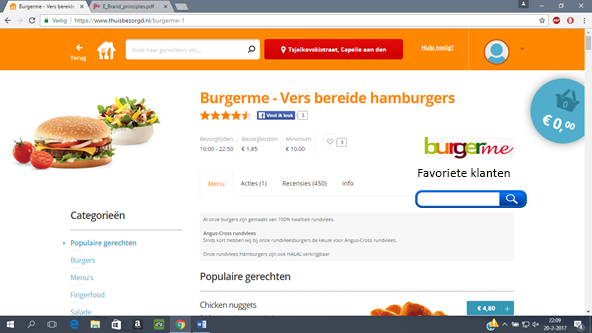 Burgerme - Vers bereide
E_Brand_principles.pdf
Veilig https://www.thuisbezorgd.nl/burgerme-1
Terug
Zoek naar gerechten, etc...
Tsjaikovskistraat, Capelle aan den
Hulp nodig?
Burgerme - Vers bereide hamburgers
Vind ik leuk 3
0
€ 0,00
Bezorgtijden Bezorgkosten Minimum
16:00 - 22:50 € 1,85 € 10,00
3
burgerme
Favoriete klanten
Menu Acties (1) Recensies (450) Info
Categorieën
Al onze burgers zijn gemaakt van 100% kwaliteit rundvlees.
Angus-Cross rundvlees
Sinds kort hebben wij bij onze rundvleesburgers de keuze voor Angus-Cross rundvlees.
Onze rundvlees Hamburgers zijn ook HALAL verkrijgbaar
Populaire gerechten
Burgers
Menu's
Fingerfood
Salade
Populaire gerechten
Chicken nuggets
€ 4,80 +
22:09
20-2-2017